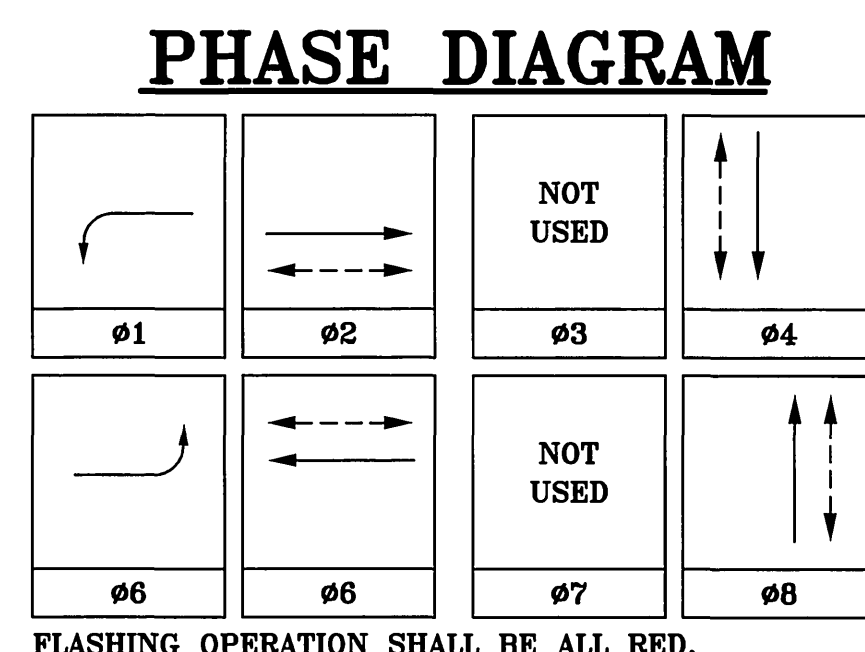 PHASE DIAGRAM
NOT
USED
ø1
ø2
ø3
ø4
NOT
USED
ø6
ø6
ø7
ø8
FLASHING OPERATION SHALL BE ALL RED.